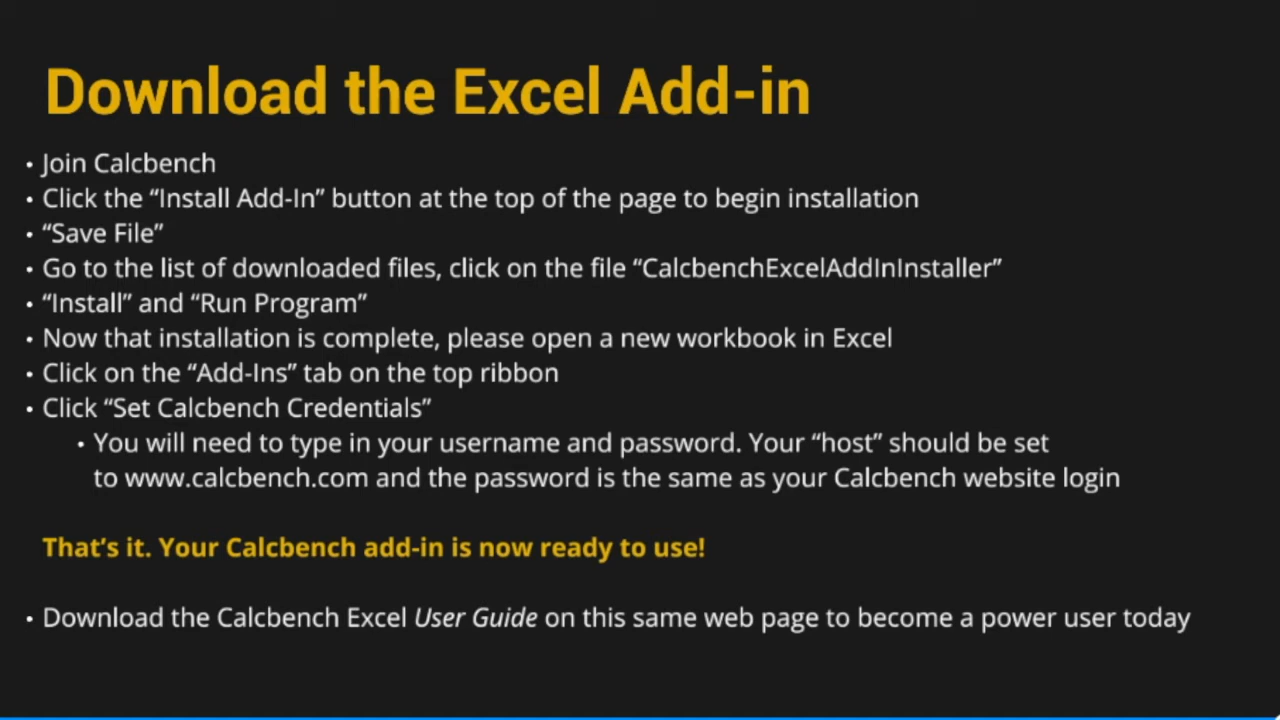 Download the Excel Add-in
• Join Calcbench
• Click the “Install Add-In” button at the top of the page to begin installation
• “Save File”
• Go to the list of downloaded files, click on the file “CalcbenchExcelAddInInstaller”
• “Install” and “Run Program”
• Now that installation is complete, please open a new workbook in Excel
• Click on the “Add-Ins” tab on the top ribbon
• Click “Set Calcbench Credentials”
• You will need to type in your username and password. Your “host” should be set
to www.calcbench.com and the password is the same as your Calcbench website login
That’s it. Your Calcbench add-in is now ready to use!
• Download the Calcbench Excel User Guide on this same web page to become a power user today